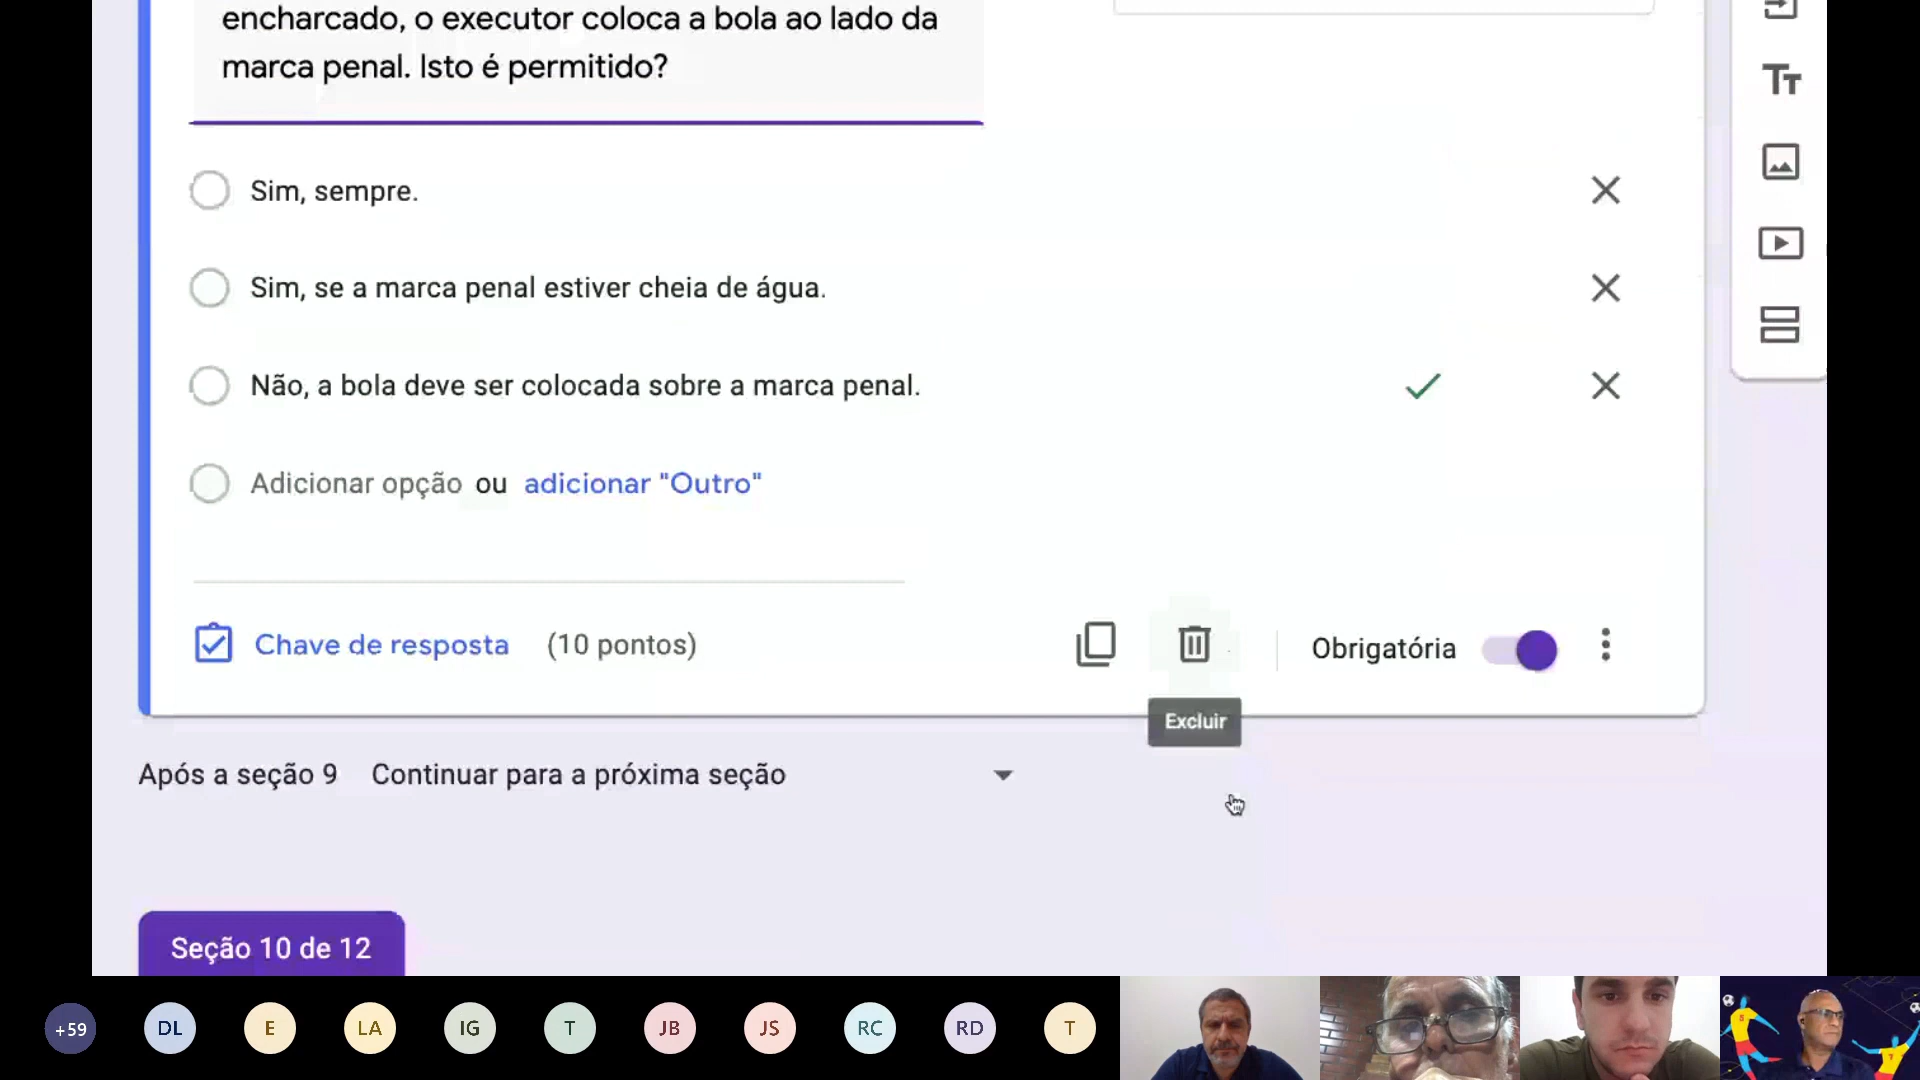 encharcado, o executor coloca a bola ao lado da
marca penal. Isto é permitido?
Tт
Sim, sempre.
Sim, se a marca penal estiver cheia de água.
Não, a bola deve ser colocada sobre a marca penal.
Adicionar opção ou adicionar "Outro"
Chave de resposta (10 pontos)
Obrigatória
Excluir
Após a seção 9 Continuar para a próxima seção
Seção 10 de 12
+59 DL E LA IG T JB JS RC RD T